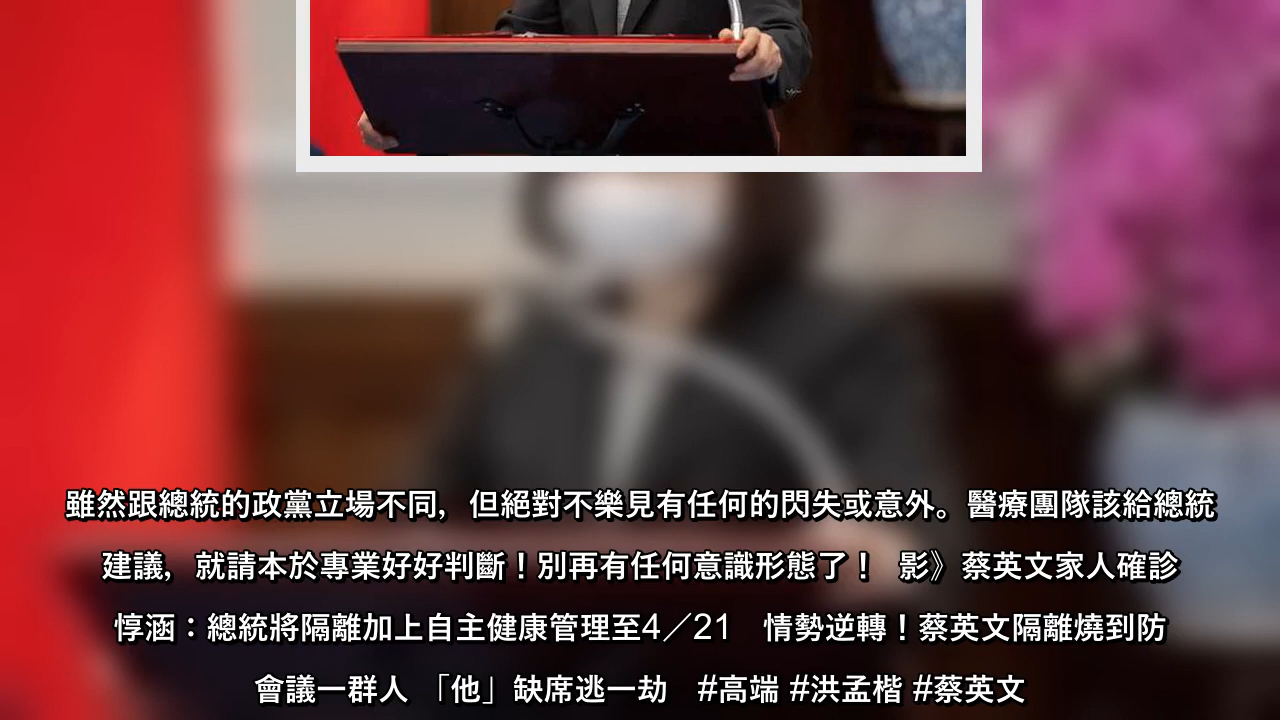 雖然跟總統的政黨立場不同，但絕對不樂見有任何的閃失或意外。醫療團隊該給總統
建議，就請本於專業好好判斷！別再有任何意識形態了！ 影》蔡英文家人確診
惇涵：總統將隔離加上自主健康管理至4／21　情勢逆轉！蔡英文隔離燒到防
會議一群人 「他」缺席逃一劫　#高端 #洪孟楷 #蔡英文